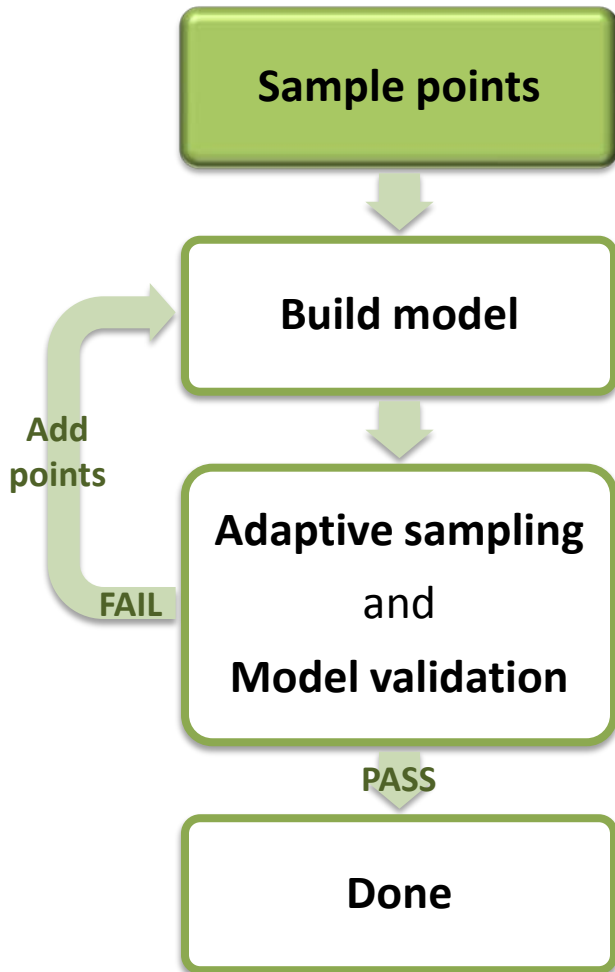 Sample points
Build model
Add
points
Adaptive sampling
and
Model validation
FAIL
PASS
Done